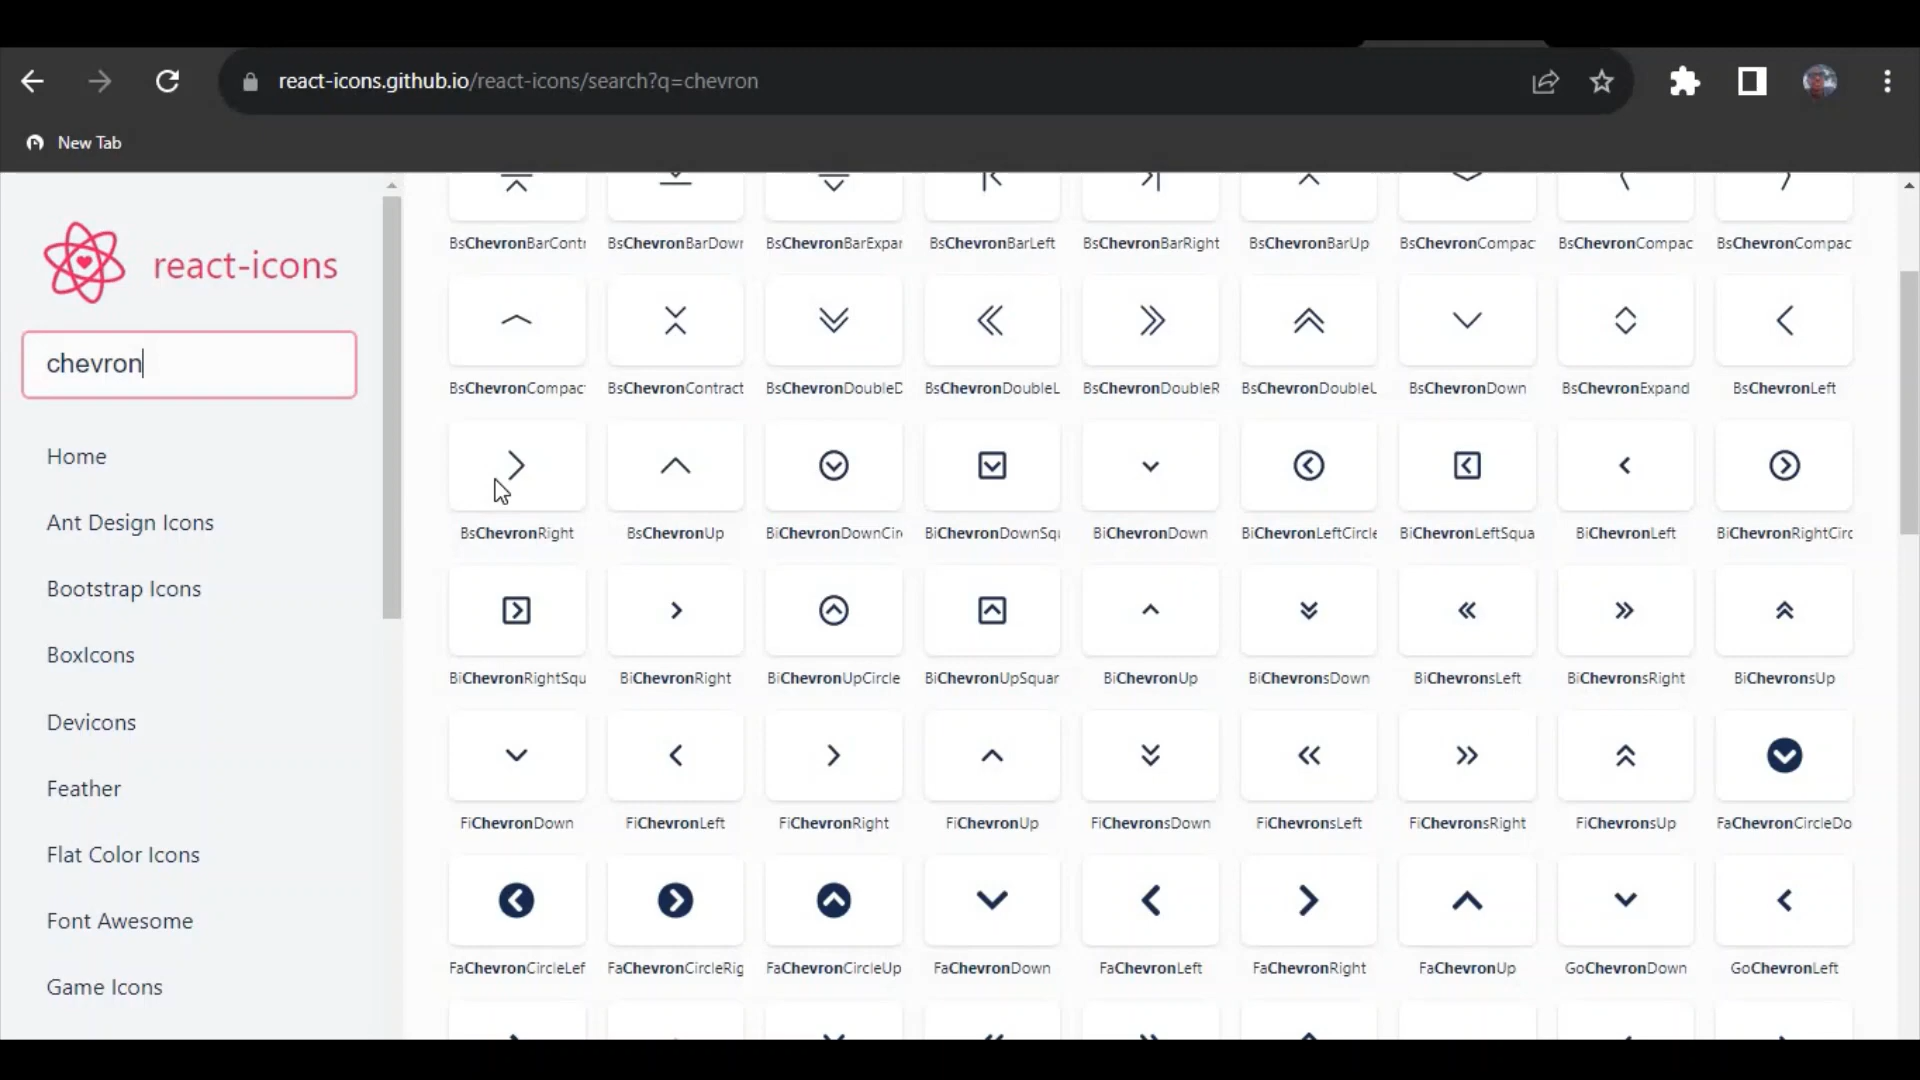 react-icons.github.io/react-icons/search?q=chevron
New Tab
react-icons
chevron
Home
Ant Design Icons
Bootstrap Icons
BoxIcons
Devicons
Feather
Flat Color Icons
Font Awesome
Game Icons
BsChevronBarContr BsChevronBarDown BsChevronBarExpan BsChevronBarLeft BsChevronBarRight BsChevronBarUp BsChevronCompac BsChevronCompac BsChevronCompac
BsChevronCompac BsChevronContract BsChevronDoubleD BsChevronDoubleL BsChevronDoubleR BsChevronDoubleU BsChevronDown BsChevronExpand BsChevronLeft
BsChevronRight BsChevronUp BiChevronDownCir BiChevronDownSqu BiChevronDown BiChevronLeftCircle BiChevronLeftSqua BiChevronLeft BiChevronRightCirc
BiChevronRightSqu BiChevronRight BiChevronUpCircle BiChevronUpSquar BiChevronUp BiChevronsDown BiChevronsLeft BiChevronsRight BiChevronsUp
FiChevronDown FiChevronLeft FiChevronRight FiChevronUp FiChevronsDown FiChevronsLeft FiChevronsRight FiChevronsUp FaChevronCircleDo
FaChevronCircleLef FaChevronCircleRig FaChevronCircleUp FaChevronDown FaChevronLeft FaChevronRight FaChevronUp GoChevronDown GoChevronLeft